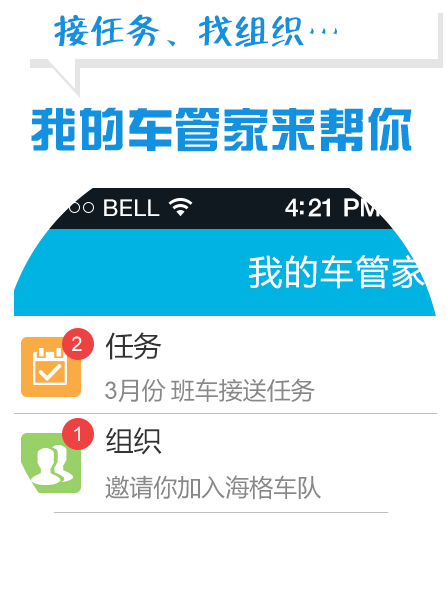 接任务、找组织…
我的车管家来帮你
BELL 4:21 PM
我的车管家
2
任务
3月份 班车接送任务
1
组织
邀请你加入海格车队